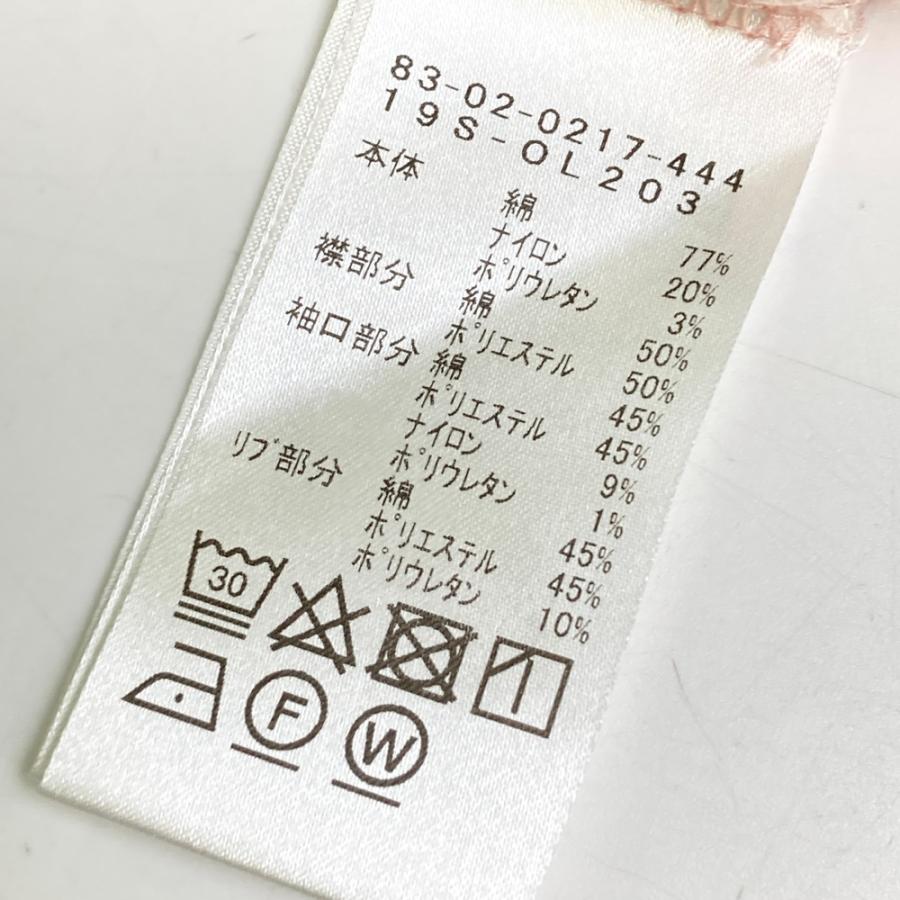 83-02-0217-444
19S-OL203
本体 綿 77%
ナイロン 20%
ポリウレタン 3%
襟部分 綿 50%
ポリエステル 50%
袖口部分 綿 45%
ポリエステル 45%
ナイロン 9%
ポリウレタン 1%
リブ部分 綿 45%
ポリエステル 45%
ポリウレタン 10%
30
F
W